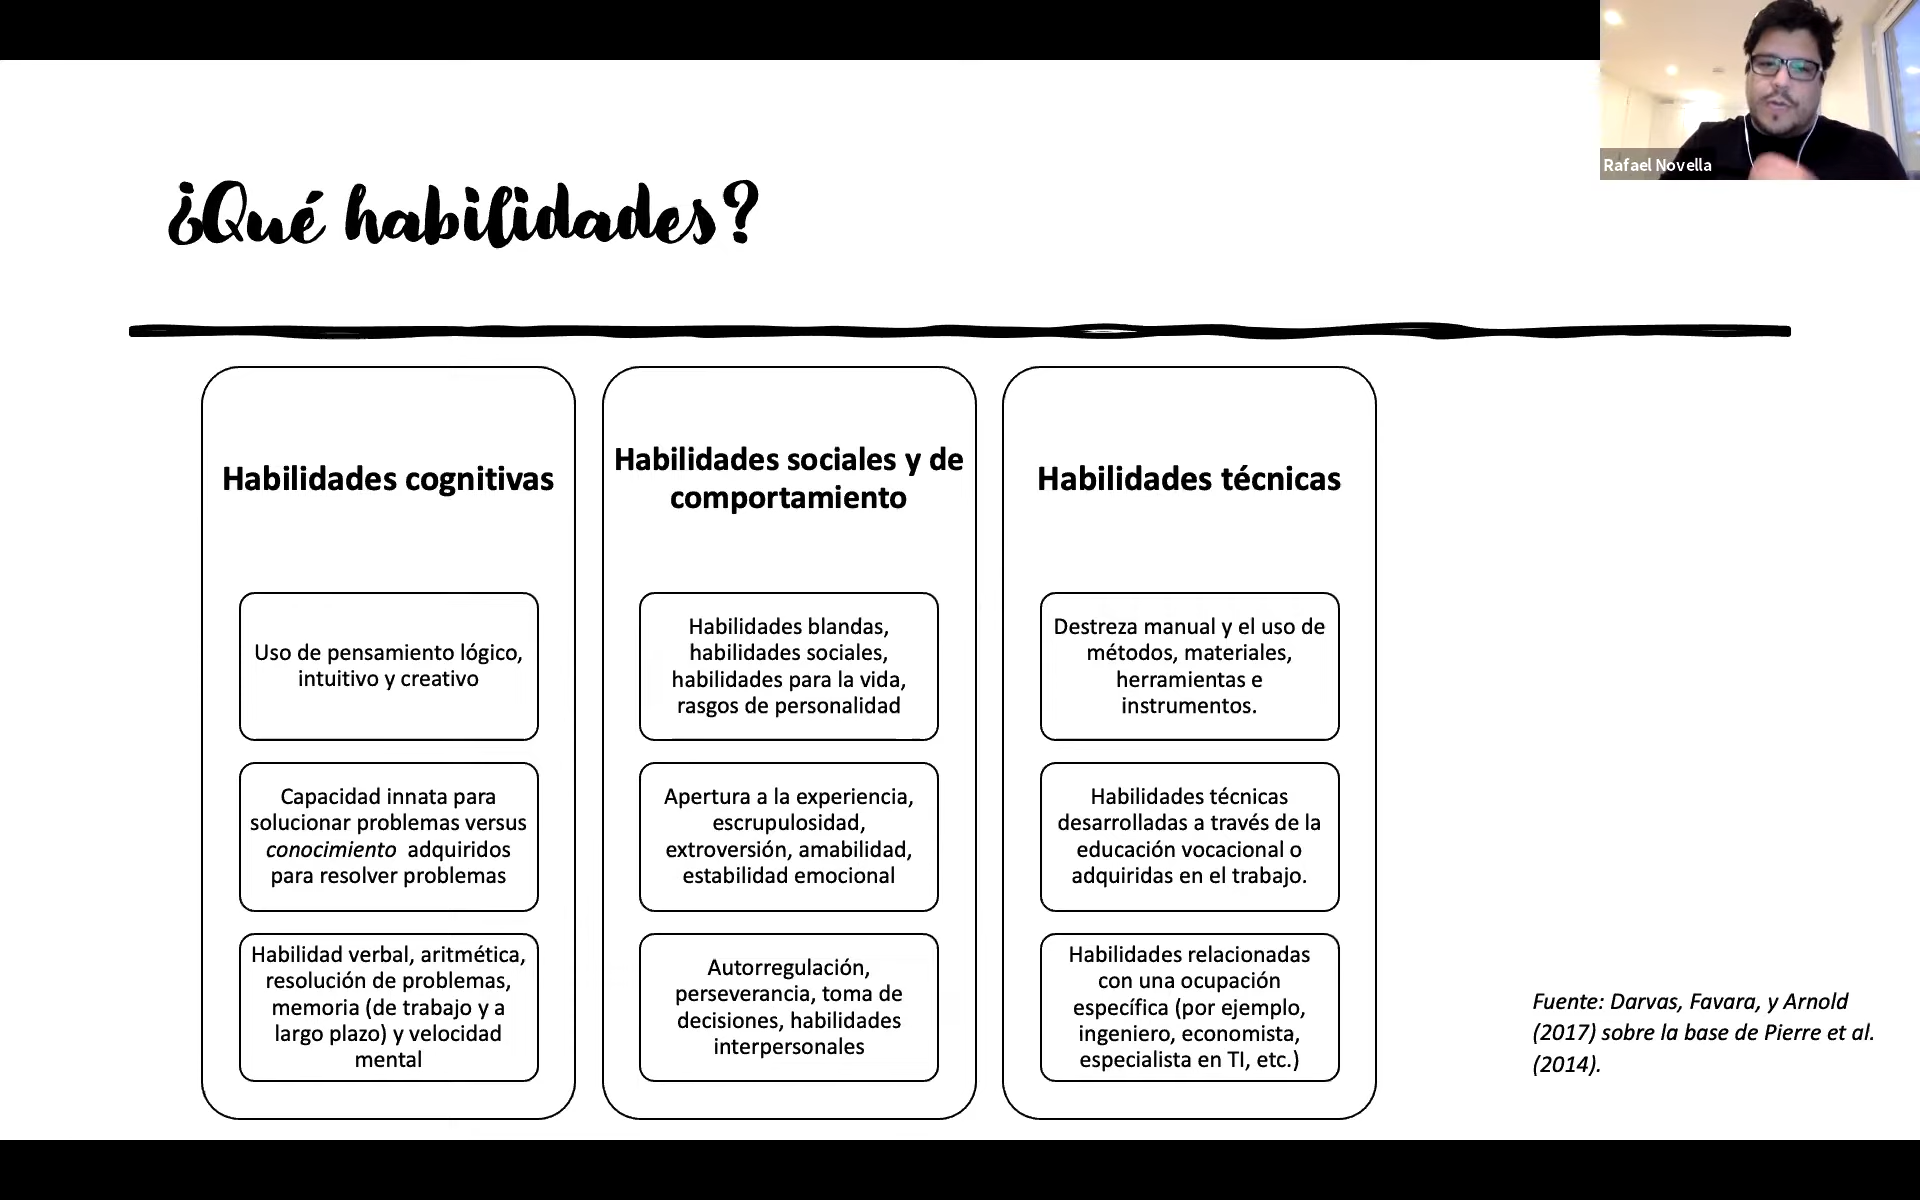 Rafael Novella
¿Qué habilidades?
Habilidades cognitivas
Uso de pensamiento lógico,
intuitivo y creativo
Capacidad innata para
solucionar problemas versus
conocimiento adquiridos
para resolver problemas
Habilidad verbal, aritmética,
resolución de problemas,
memoria (de trabajo y a
largo plazo) y velocidad
mental
Habilidades sociales y de
comportamiento
Habilidades blandas,
habilidades sociales,
habilidades para la vida,
rasgos de personalidad
Apertura a la experiencia,
escrupulosidad,
extroversión, amabilidad,
estabilidad emocional
Autorregulación,
perseverancia, toma de
decisiones, habilidades
interpersonales
Habilidades técnicas
Destreza manual y el uso de
métodos, materiales,
herramientas e
instrumentos.
Habilidades técnicas
desarrolladas a través de la
educación vocacional o
adquiridas en el trabajo.
Habilidades relacionadas
con una ocupación
específica (por ejemplo,
ingeniero, economista,
especialista en TI, etc.)
Fuente: Darvas, Favara, y Arnold
(2017) sobre la base de Pierre et al.
(2014).